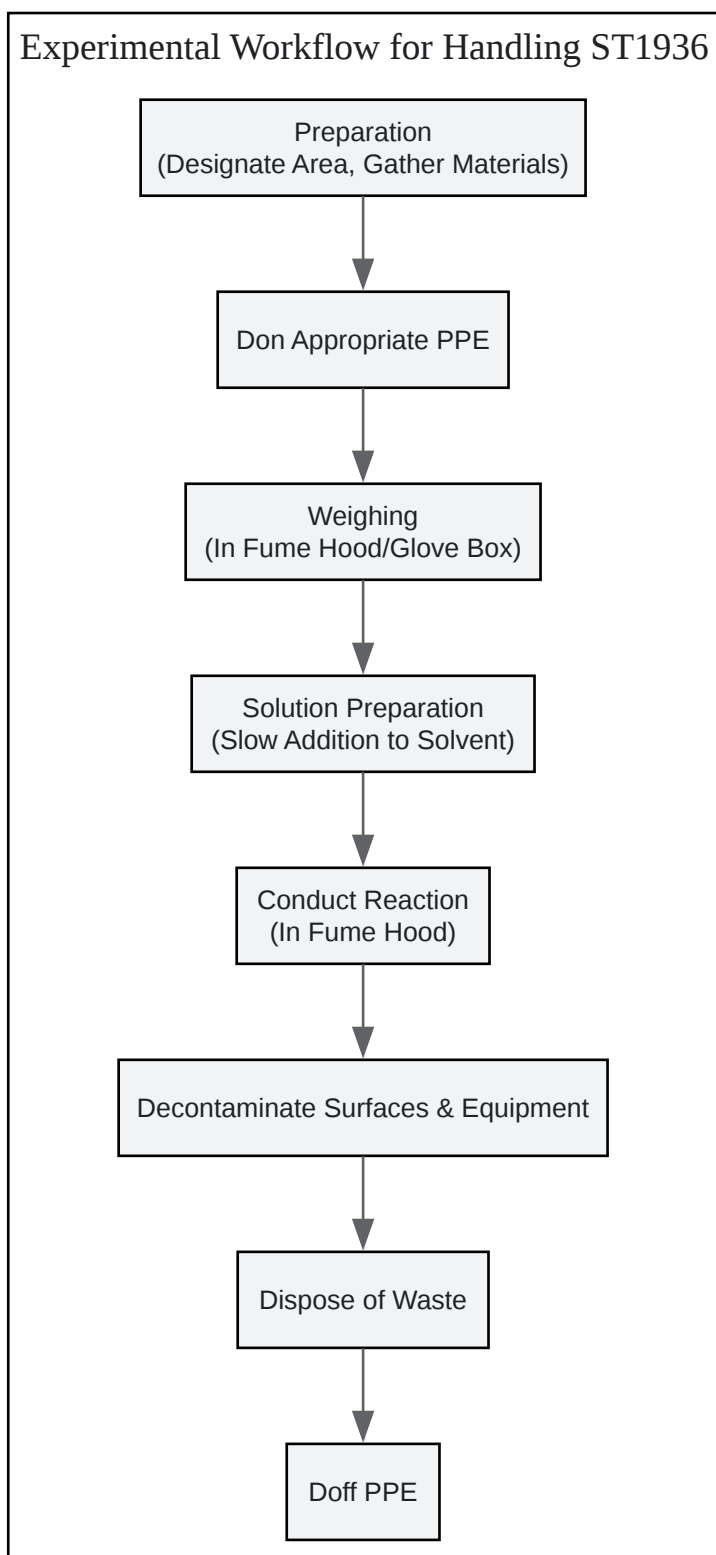 Experimental Workflow for Handling ST1936
Preparation
(Designate Area, Gather Materials)
Don Appropriate PPE
Weighing
(In Fume Hood/Glove Box)
Solution Preparation
(Slow Addition to Solvent)
Conduct Reaction
(In Fume Hood)
Decontaminate Surfaces & Equipment
Dispose of Waste
Doff PPE